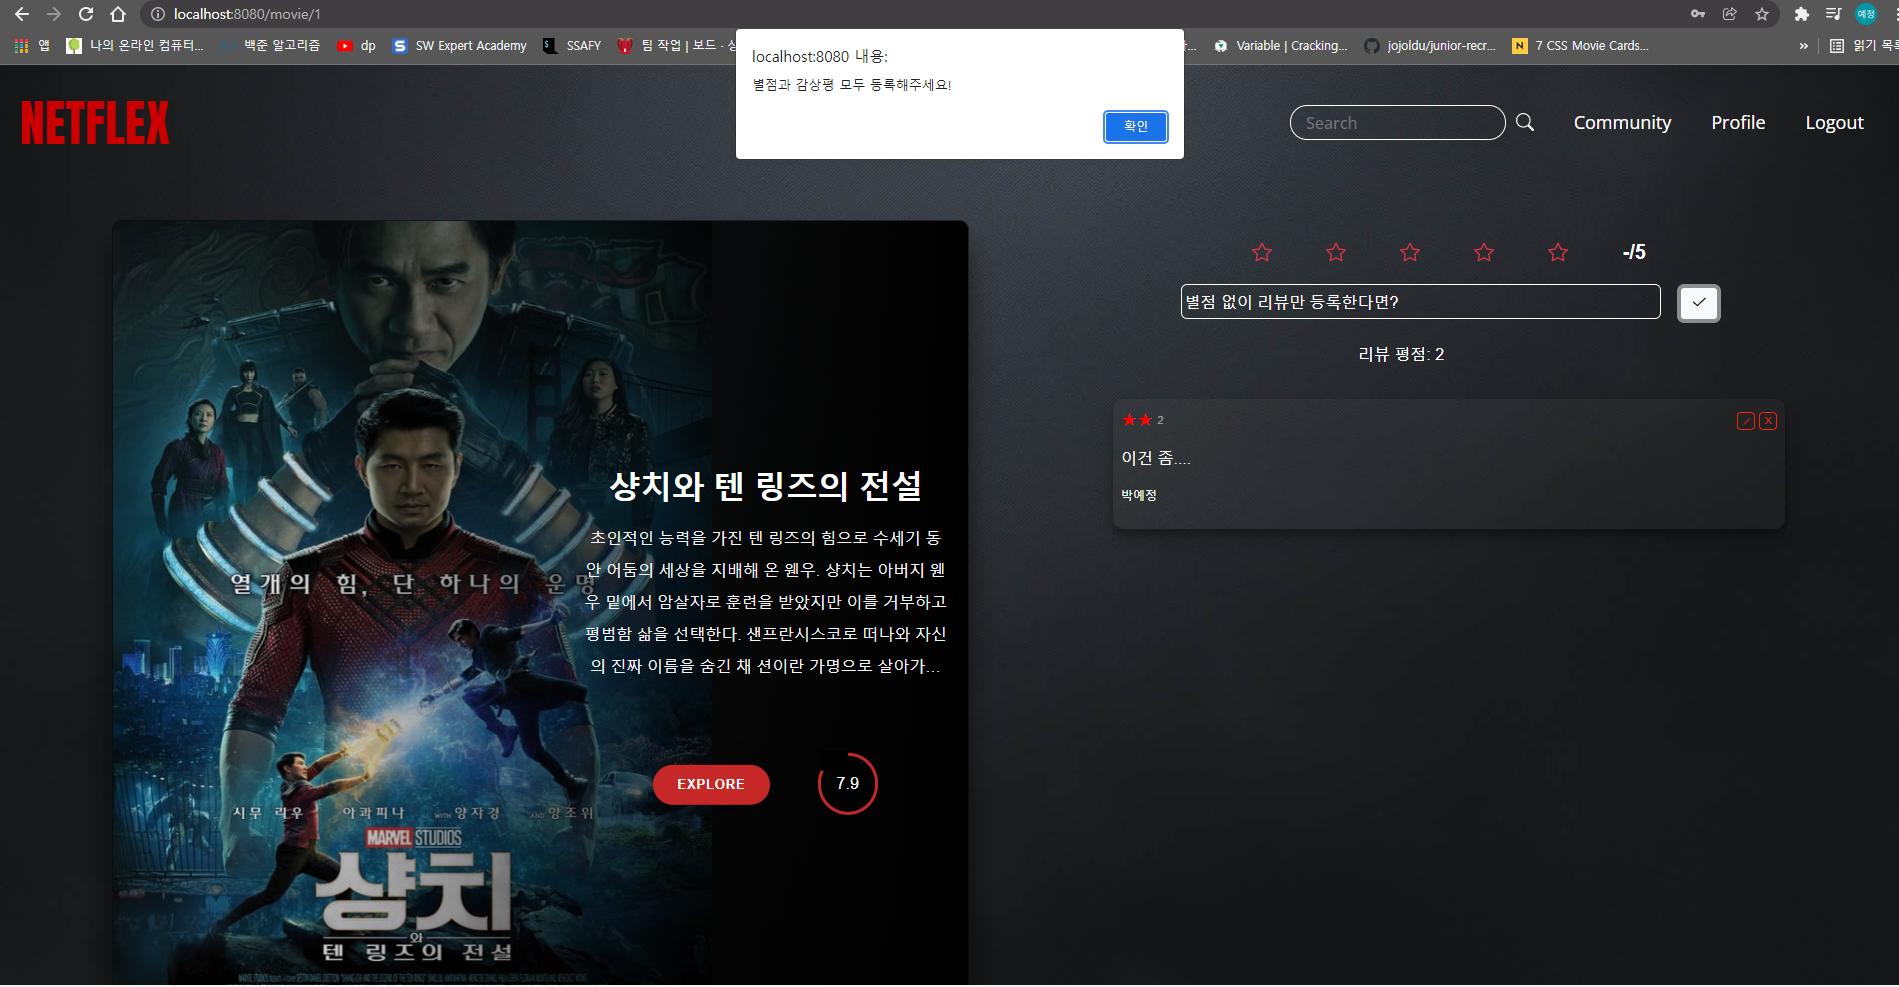 localhost:8080/movie/1
예정
앱
나의 온라인 컴퓨터...
백준 알고리즘
dp
SW Expert Academy
SSAFY
팀 작업 | 보드 · 싱
Variable | Cracking...
jojoldu/junior-recr...
7 CSS Movie Cards...
»
읽기 목록
localhost:8080 내용:
별점과 감상평 모두 등록해주세요!
확인
NETFLEX
Search
Community
Profile
Logout
-/5
별점 없이 리뷰만 등록한다면?
리뷰 평점: 2
2
X
이건 좀....
박예정
샹치와 텐 링즈의 전설
초인적인 능력을 가진 텐 링즈의 힘으로 수세기 동
안 어둠의 세상을 지배해 온 웬우. 샹치는 아버지 웬
우 밑에서 암살자로 훈련을 받았지만 이를 거부하고
평범함 삶을 선택한다. 샌프란시스코로 떠나와 자신
의 진짜 이름을 숨긴 채 션이란 가명으로 살아가...
열개의 힘, 단 하나의 운명
EXPLORE
7.9
시무 리우 아콰피나 WITH 양자경 AND 양조위
MARVEL STUDIOS
샹치
와
텐 링즈의 전설